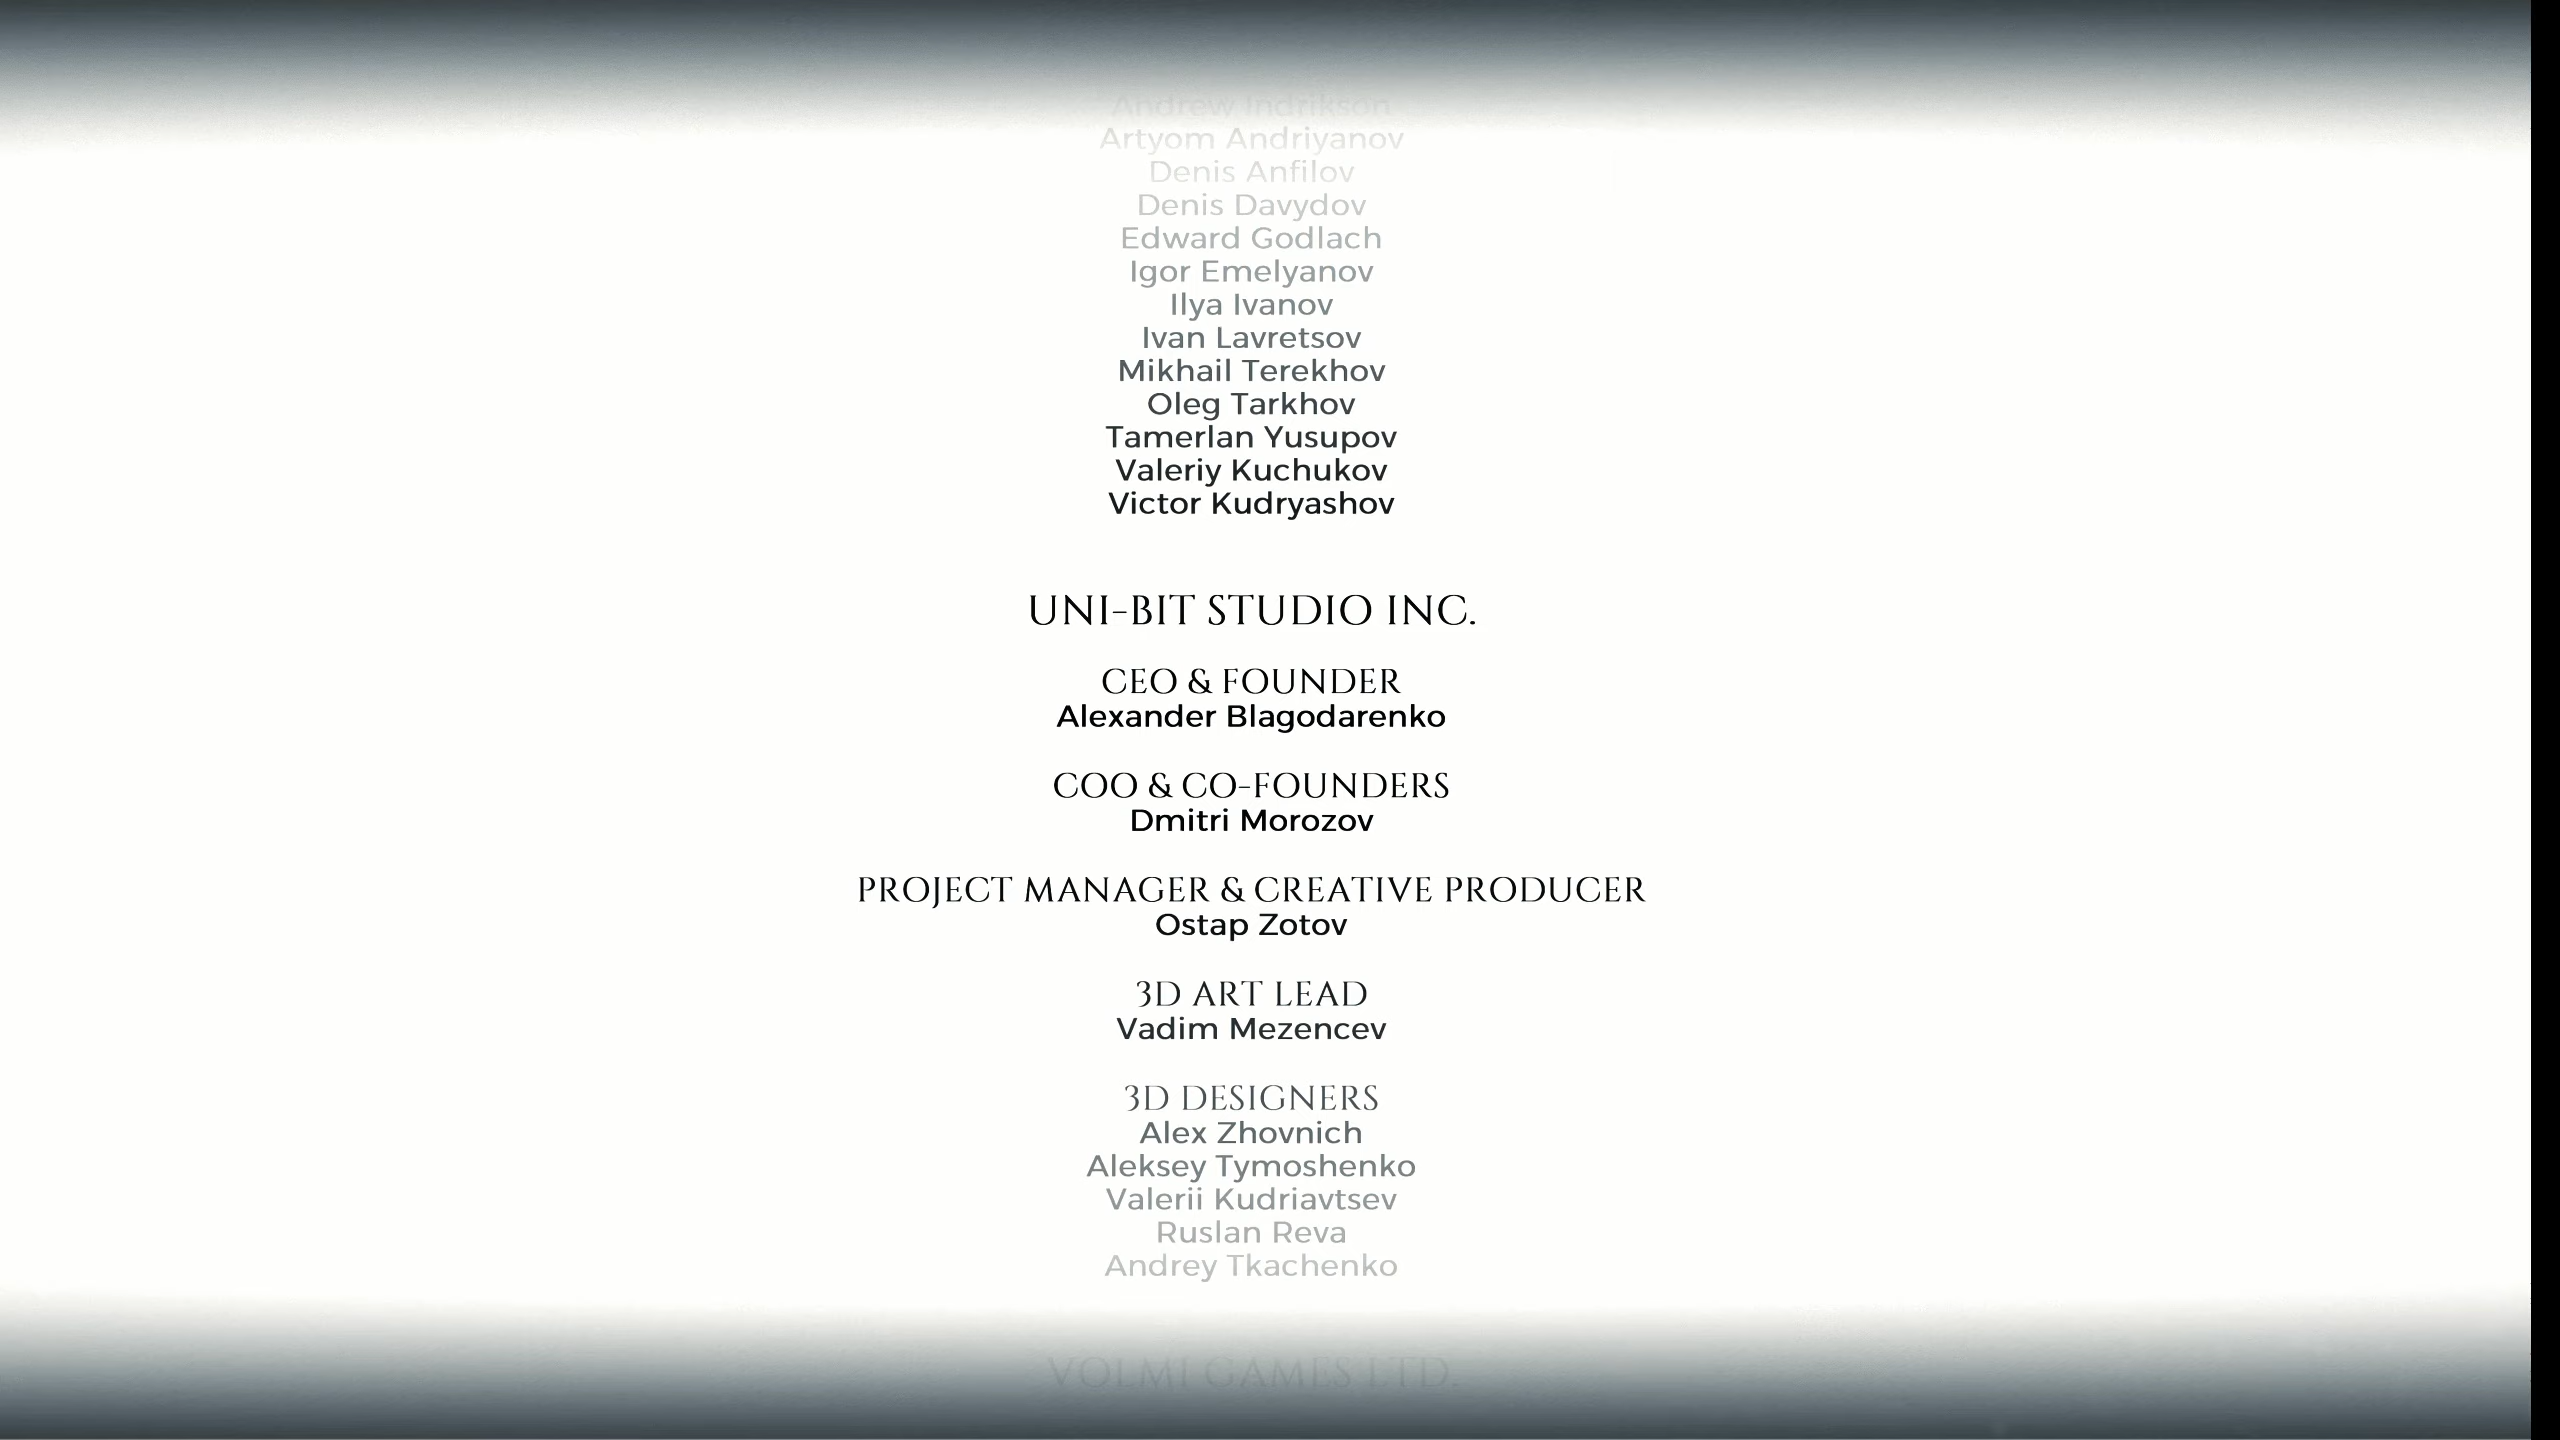 Andrew Indrikson
Artyom Andriyanov
Denis Anfilov
Denis Davydov
Edward Godlach
Igor Emelyanov
Ilya Ivanov
Ivan Lavretsov
Mikhail Terekhov
Oleg Tarkhov
Tamerlan Yusupov
Valeriy Kuchukov
Victor Kudryashov
UNI-BIT STUDIO INC.
CEO & FOUNDER
Alexander Blagodarenko
COO & CO-FOUNDERS
Dmitri Morozov
PROJECT MANAGER & CREATIVE PRODUCER
Ostap Zotov
3D ART LEAD
Vadim Mezencev
3D DESIGNERS
Alex Zhovnich
Aleksey Tymoshenko
Valerii Kudriavtsev
Ruslan Reva
Andrey Tkachenko
VOLMI GAMES LTD.